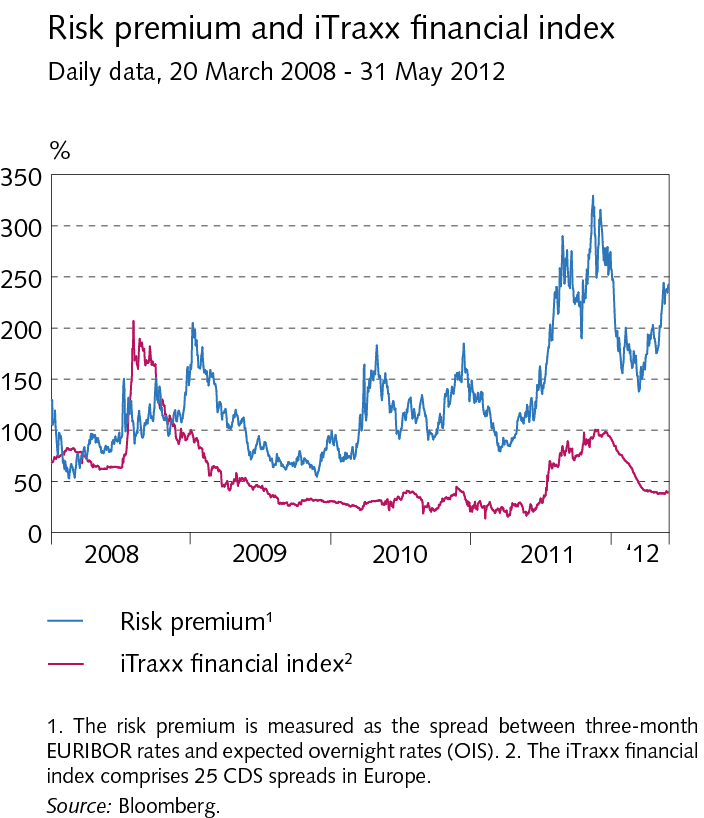 Risk premium and iTraxx financial index
Daily data, 20 March 2008 - 31 May 2012
%
350
300
250
200
150
100
50
0
2008 2009 2010 2011 ‘12
Risk premium¹
iTraxx financial index²
1. The risk premium is measured as the spread between three-month
EURIBOR rates and expected overnight rates (OIS). 2. The iTraxx financial
index comprises 25 CDS spreads in Europe.
Source: Bloomberg.